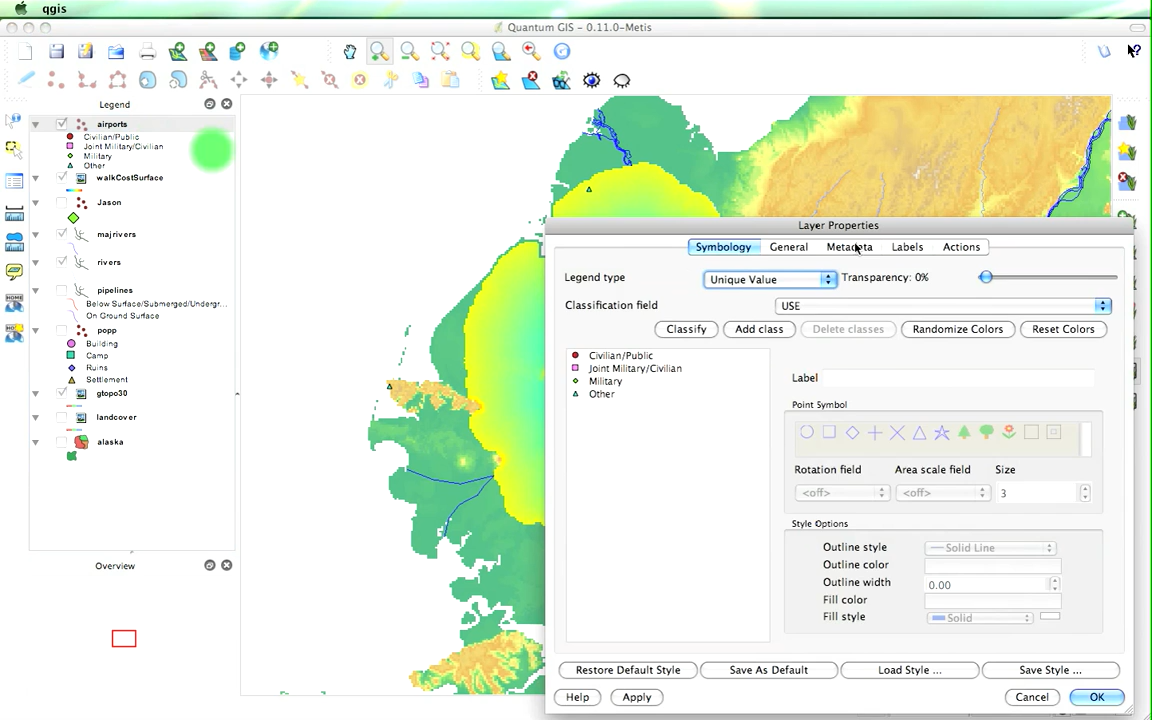 qgis
Quantum GIS - 0.11.0-Metis
Legend
airports
Civilian/Public
Joint Military/Civilian
Military
Other
walkCostSurface
Jason
majrivers
rivers
pipelines
Below Surface/Submerged/Undergr...
On Ground Surface
popp
Building
Camp
Ruins
Settlement
gtopo30
landcover
alaska
Overview
Layer Properties
Symbology General Metadata Labels Actions
Legend type Unique Value Transparency: 0%
Classification field USE
Classify Add class Delete classes Randomize Colors Reset Colors
Civilian/Public
Joint Military/Civilian
Military
Other
Label
Point Symbol
Rotation field Area scale field Size
<off> <off> 3
Style Options
Outline style Solid Line
Outline color
Outline width 0.00
Fill color
Fill style Solid
Restore Default Style Save As Default Load Style ... Save Style ...
Help Apply Cancel OK